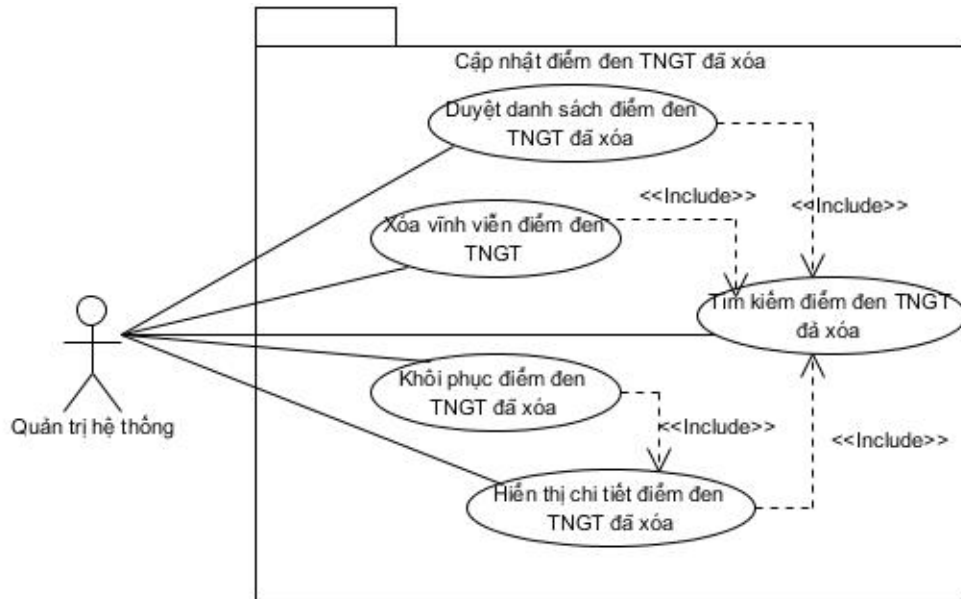 Cập nhật điểm đen TNGT đã xóa
Duyệt danh sách điểm đen
TNGT đã xóa
<<Include>>
<<Include>>
Xóa vĩnh viễn điểm đen
TNGT
Tìm kiếm điểm đen TNGT
đả xóa
Khôi phục điểm đen
TNGT đã xóa
Quản trị hệ thống
<<Include>>
<<Include>>
Hiển thị chi tiết điểm đen
TNGT đã xóa